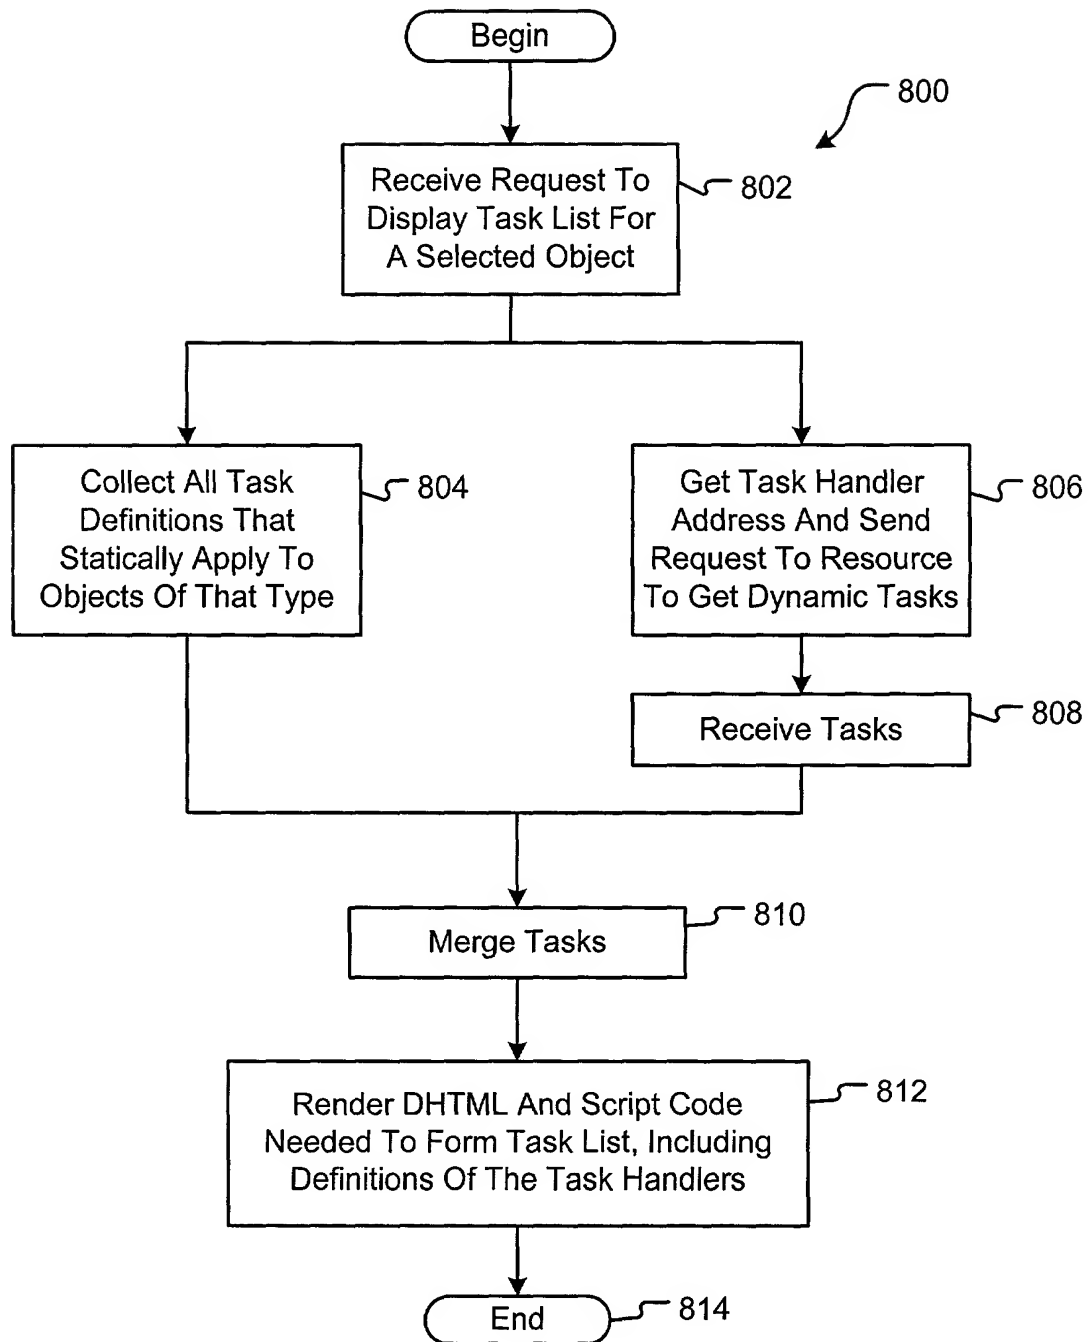 Begin
800
Receive Request To
Display Task List For
A Selected Object
802
Collect All Task
Definitions That
Statically Apply To
Objects Of That Type
804
Get Task Handler
Address And Send
Request To Resource
To Get Dynamic Tasks
806
Receive Tasks
808
Merge Tasks
810
Render DHTML And Script Code
Needed To Form Task List, Including
Definitions Of The Task Handlers
812
End
814